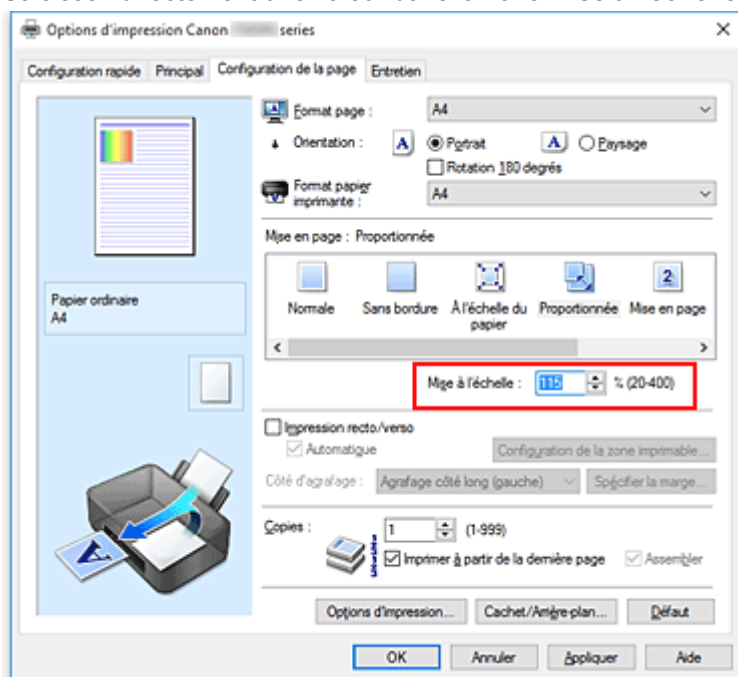 Options d'impression Canon series
Configuration rapide Principal Configuration de la page Entretien
Format page : A4
Orientation : A Portrait A Paysage
Rotation 180 degrés
Format papier imprimante : A4
Mise en page : Proportionnée
Normale Sans bordure À l'échelle du papier Proportionnée Mise en page
Papier ordinaire
A4
Mise à l'échelle : 115 % (20-400)
Impression recto/verso
Automatique Configuration de la zone imprimable...
Côté d'agrafage : Agrafage côté long (gauche) Spécifier la marge...
Copies : 1 (1-999)
Imprimer à partir de la dernière page Assembler
Options d'impression... Cachet/Arrière-plan... Défaut
OK Annuler Appliquer Aide